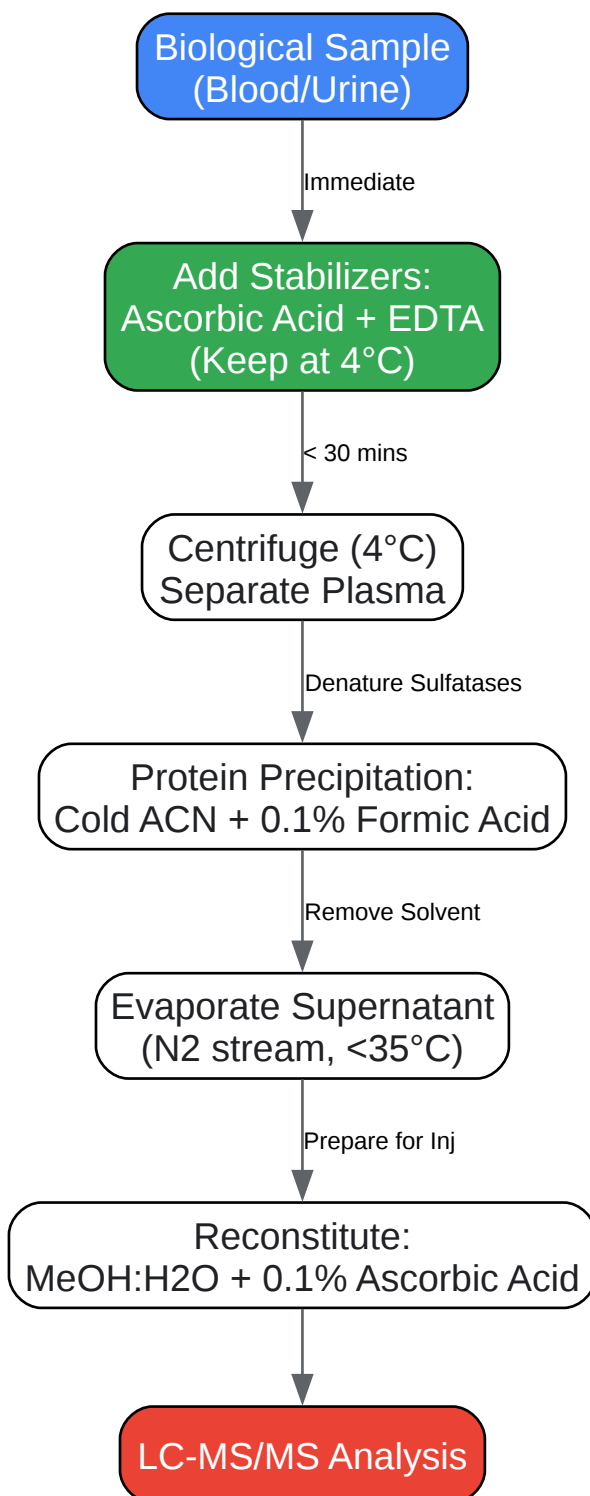 Biological Sample
(Blood/Urine)
Immediate
Add Stabilizers:
Ascorbic Acid + EDTA
(Keep at 4°C)
< 30 mins
Centrifuge (4°C)
Separate Plasma
Denature Sulfatases
Protein Precipitation:
Cold ACN + 0.1% Formic Acid
Remove Solvent
Evaporate Supernatant
(N2 stream, <35°C)
Prepare for Inj
Reconstitute:
MeOH:H2O + 0.1% Ascorbic Acid
LC-MS/MS Analysis